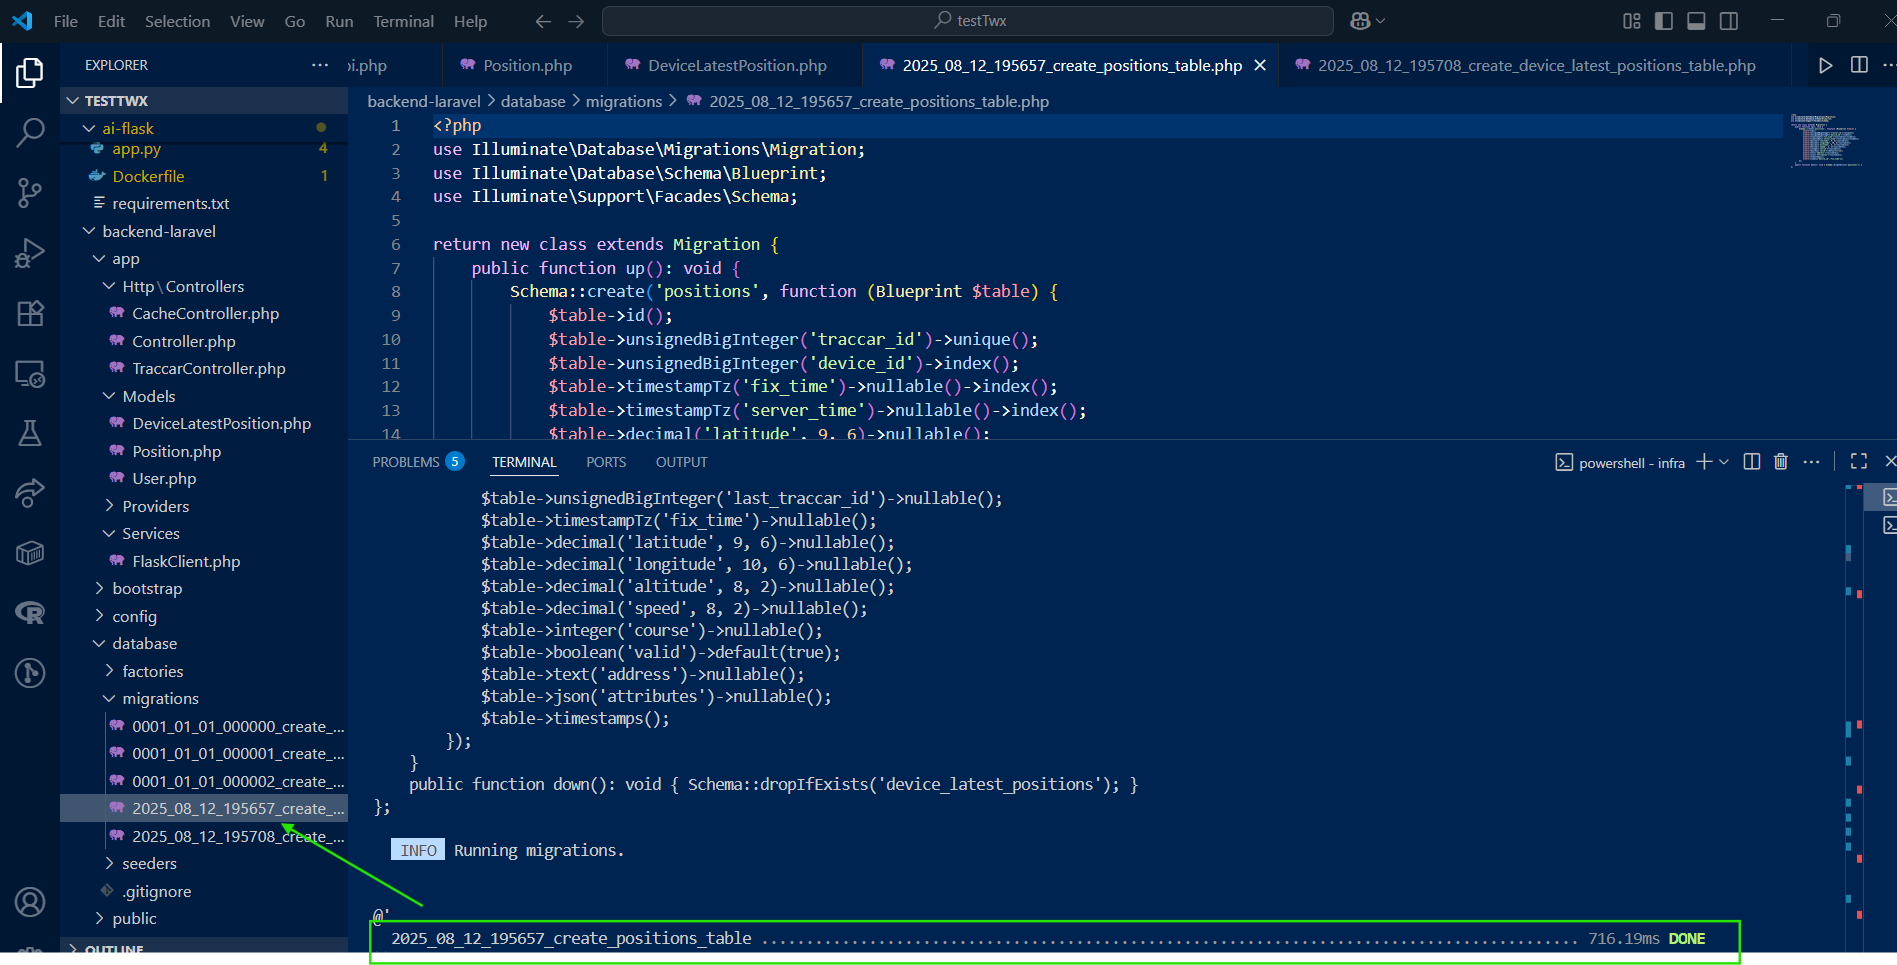 File Edit Selection View Go Run Terminal Help
testTwx
EXPLORER
TESTTWX
ai-flask
app.py 4
Dockerfile 1
requirements.txt
backend-laravel
app
Http\Controllers
CacheController.php
Controller.php
TraccarController.php
Models
DeviceLatestPosition.php
Position.php
User.php
Providers
Services
FlaskClient.php
bootstrap
config
database
factories
migrations
0001_01_01_000000_create_...
0001_01_01_000001_create_...
0001_01_01_000002_create_...
2025_08_12_195657_create_...
2025_08_12_195708_create_...
seeders
.gitignore
public
OUTLINE
pi.php Position.php DeviceLatestPosition.php 2025_08_12_195657_create_positions_table.php 2025_08_12_195708_create_device_latest_positions_table.php
backend-laravel > database > migrations > 2025_08_12_195657_create_positions_table.php
1 <?php
2 use Illuminate\Database\Migrations\Migration;
3 use Illuminate\Database\Schema\Blueprint;
4 use Illuminate\Support\Facades\Schema;
5
6 return new class extends Migration {
7 public function up(): void {
8 Schema::create('positions', function (Blueprint $table) {
9 $table->id();
10 $table->unsignedBigInteger('traccar_id')->unique();
11 $table->unsignedBigInteger('device_id')->index();
12 $table->timestampTz('fix_time')->nullable()->index();
13 $table->timestampTz('server_time')->nullable()->index();
14 $table->decimal('latitude', 9, 6)->nullable();
PROBLEMS 5 TERMINAL PORTS OUTPUT
powershell - infra
$table->unsignedBigInteger('last_traccar_id')->nullable();
$table->timestampTz('fix_time')->nullable();
$table->decimal('latitude', 9, 6)->nullable();
$table->decimal('longitude', 10, 6)->nullable();
$table->decimal('altitude', 8, 2)->nullable();
$table->decimal('speed', 8, 2)->nullable();
$table->integer('course')->nullable();
$table->boolean('valid')->default(true);
$table->text('address')->nullable();
$table->json('attributes')->nullable();
$table->timestamps();
});
}
public function down(): void { Schema::dropIfExists('device_latest_positions'); }
};
INFO Running migrations.
@'
2025_08_12_195657_create_positions_table ........................................................................................... 716.19ms DONE